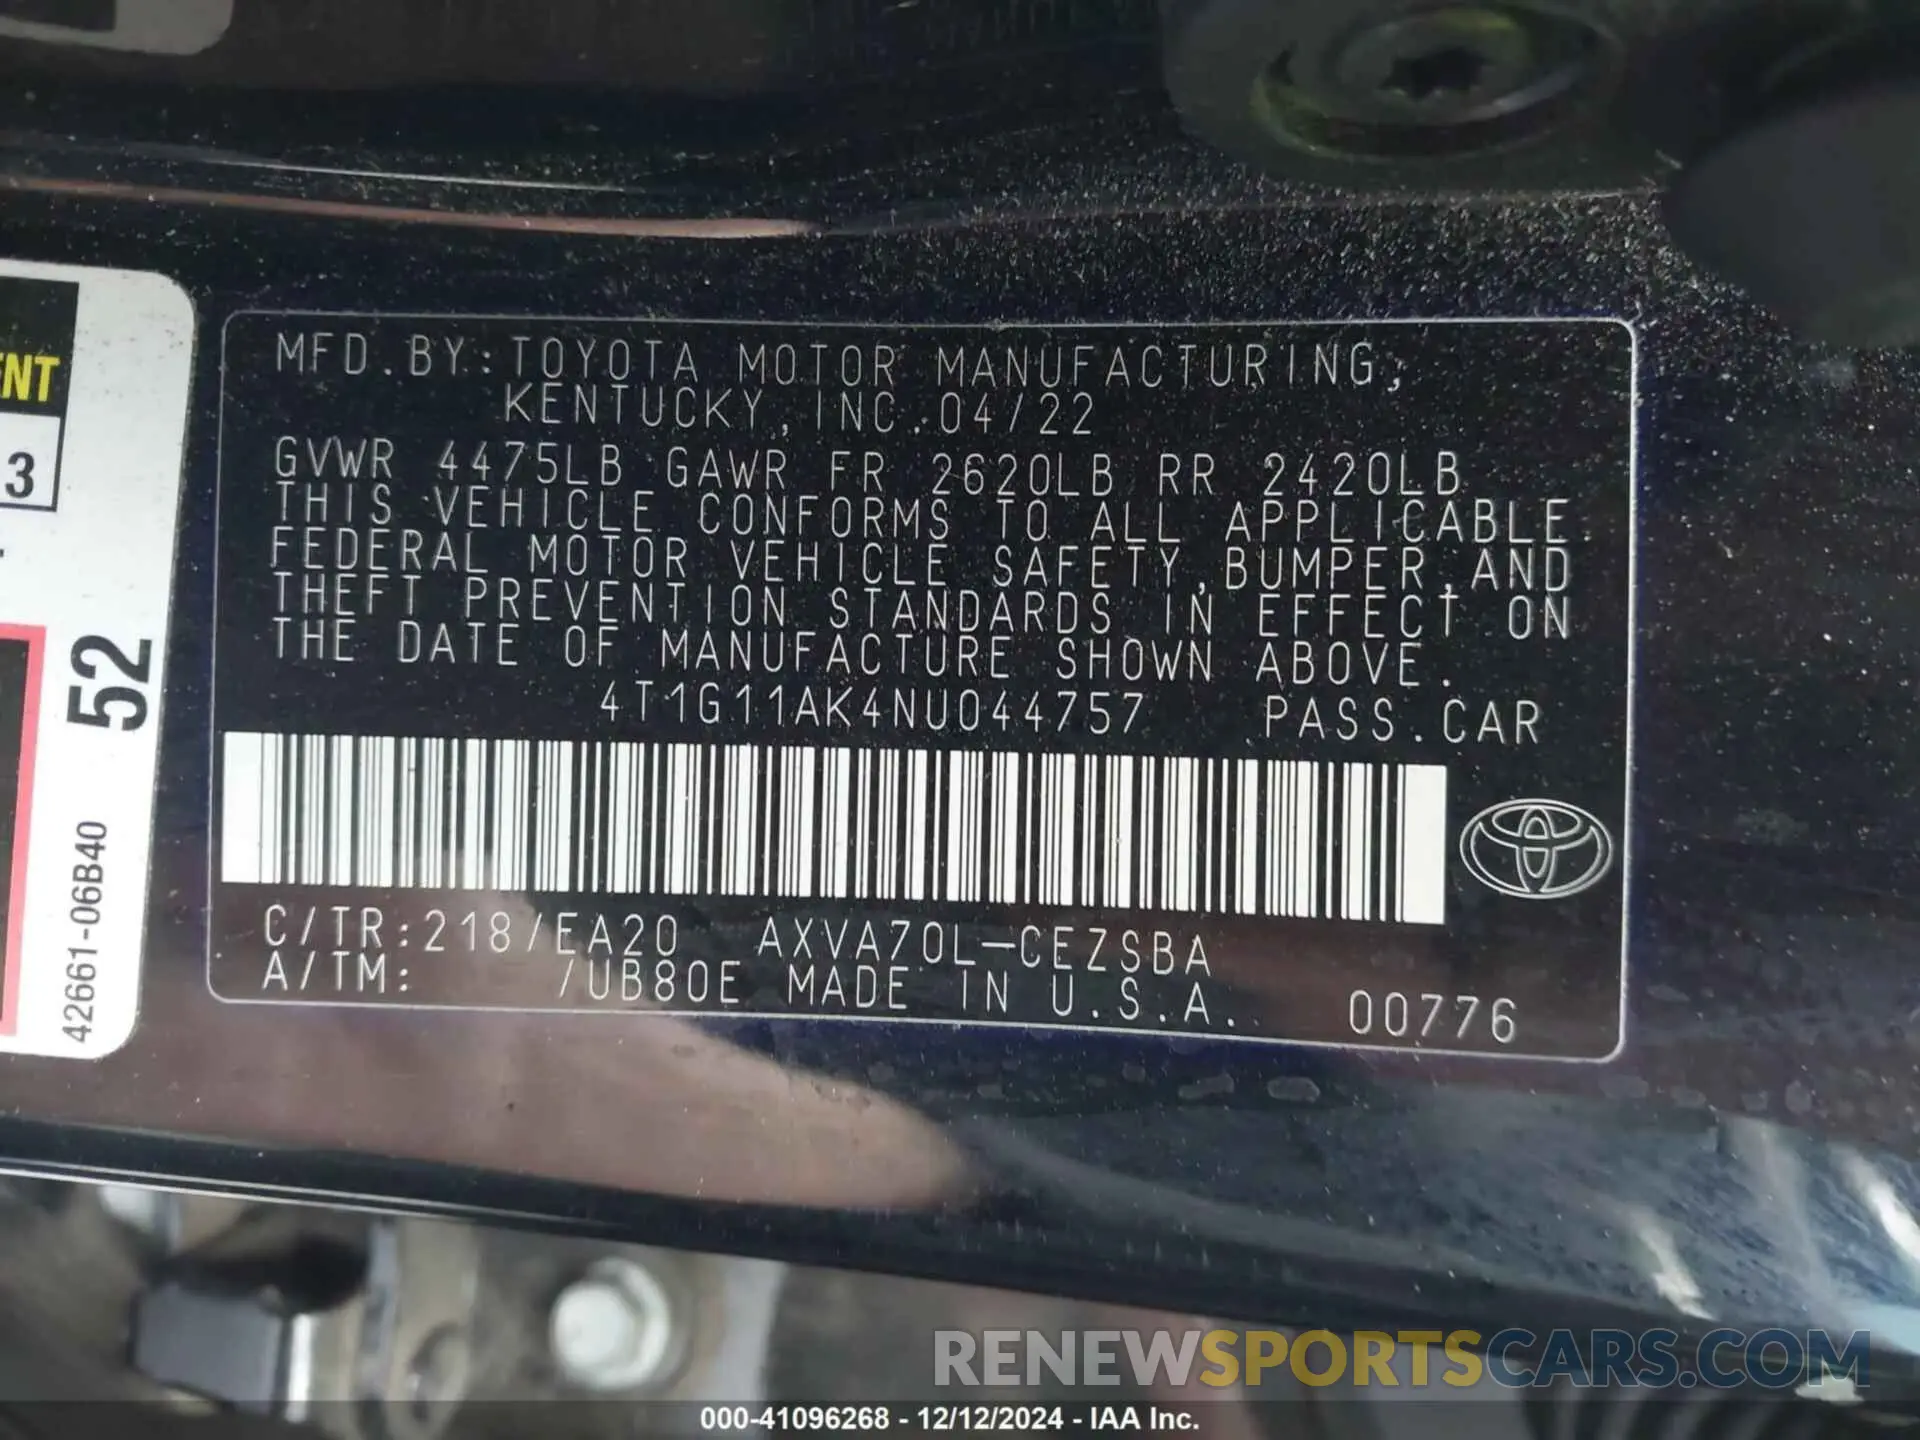 ENT
3
52
42661-06B40
MFD.BY:TOYOTA MOTOR MANUFACTURING,
KENTUCKY,INC.04/22
GVWR 4475LB GAWR FR 2620LB RR 2420LB
THIS VEHICLE CONFORMS TO ALL APPLICABLE
FEDERAL MOTOR VEHICLE SAFETY,BUMPER,AND
THEFT PREVENTION STANDARDS IN EFFECT ON
THE DATE OF MANUFACTURE SHOWN ABOVE.
4T1G11AK4NU044757 PASS.CAR
C/TR:218/EA20 AXVA70L-CEZSBA
A/TM: /UB80E MADE IN U.S.A. 00776
RENEWSPORTSCARS.COM
000-41096268 - 12/12/2024 - IAA Inc.